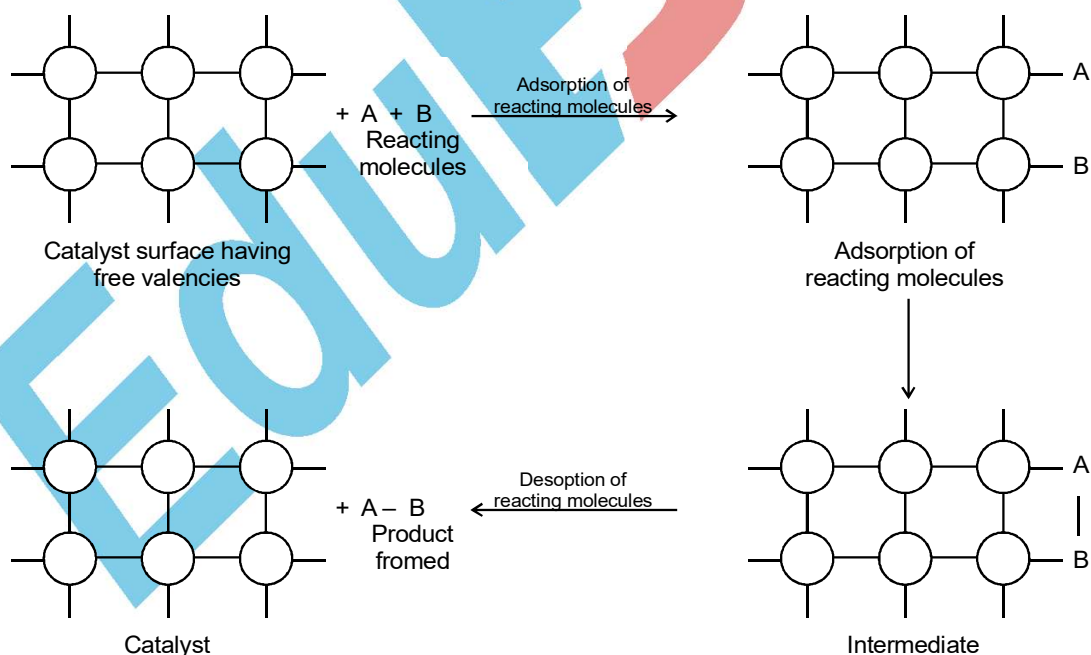 + A + B
Reacting
molecules
Adsorption of
reacting molecules
A
B
Catalyst surface having
free valencies
Adsorption of
reacting molecules
+ A – B
Product
fromed
Desoption of
reacting molecules
A
B
Catalyst
Intermediate
Edu